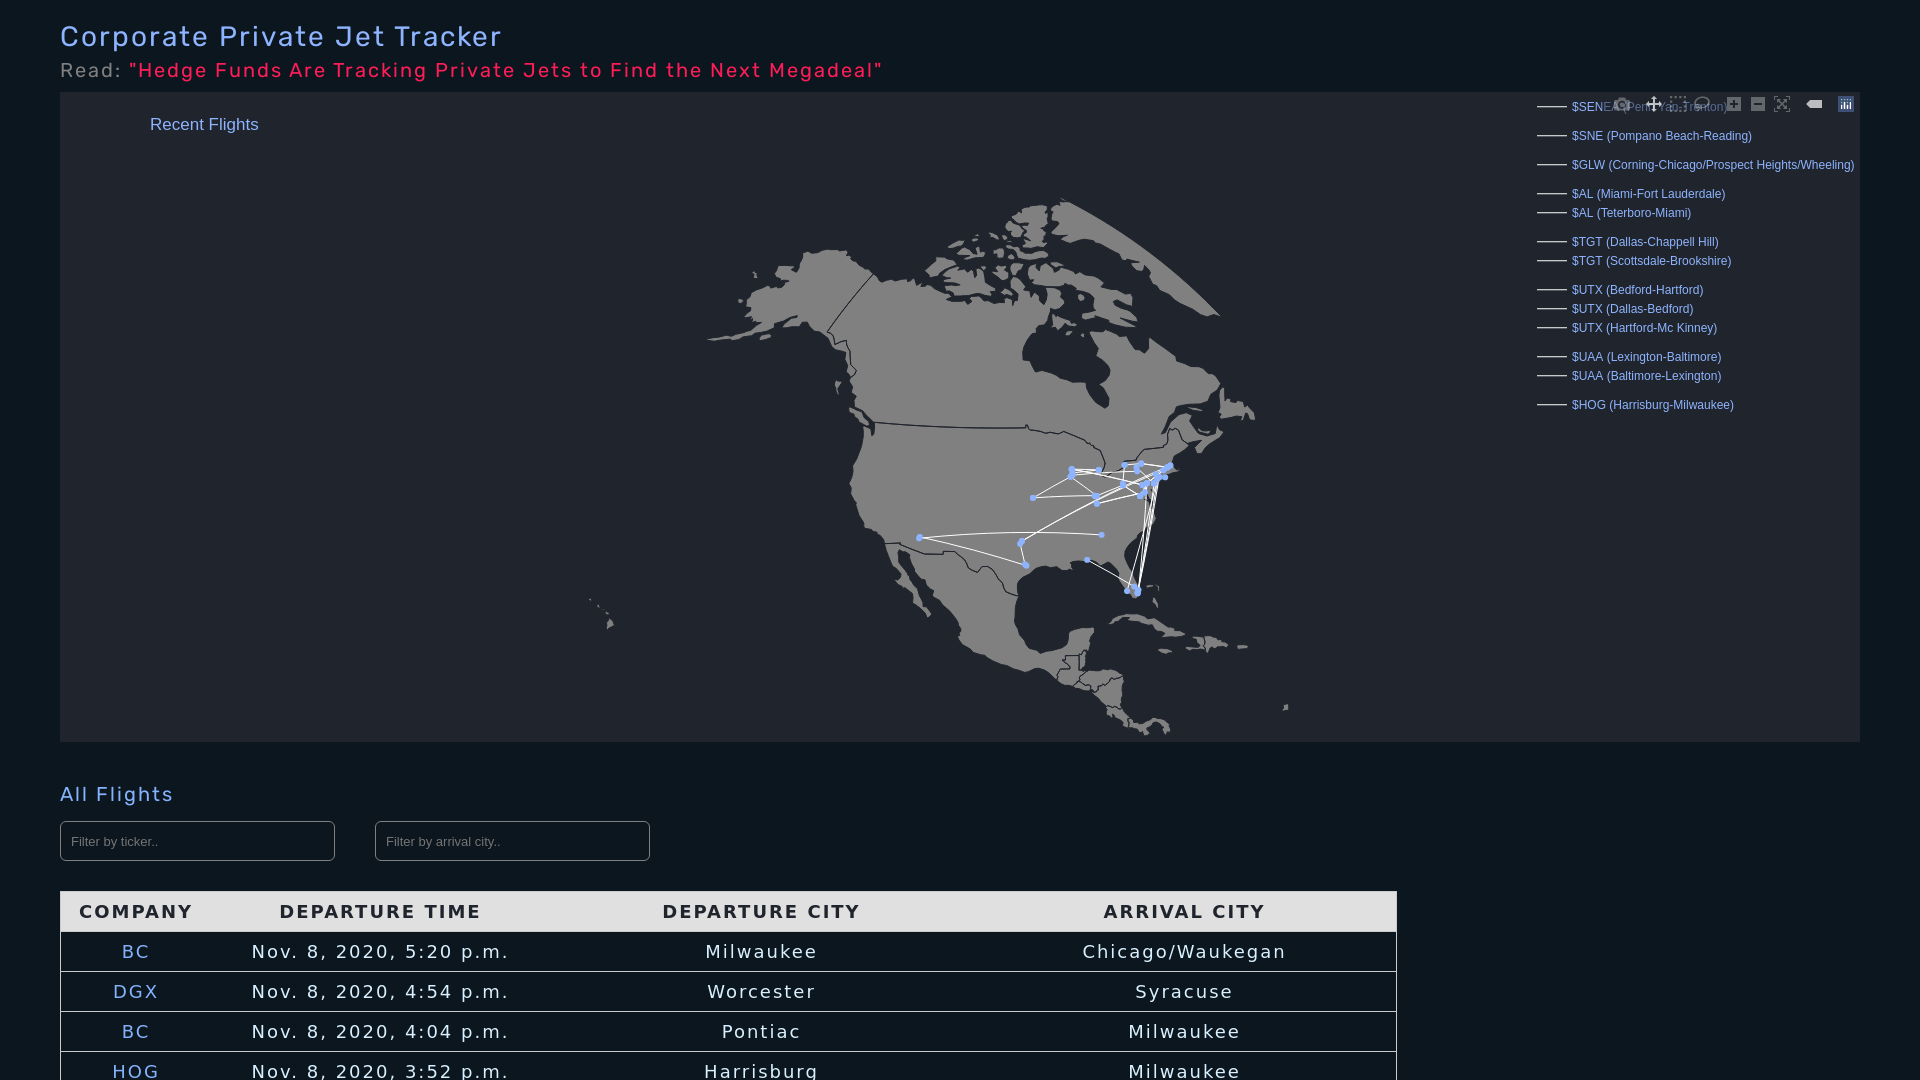 Corporate Private Jet Tracker
Read: "Hedge Funds Are Tracking Private Jets to Find the Next Megadeal"
Recent Flights
$SENEA (Penn Yan-Trenton)
$SNE (Pompano Beach-Reading)
$GLW (Corning-Chicago/Prospect Heights/Wheeling)
$AL (Miami-Fort Lauderdale)
$AL (Teterboro-Miami)
$TGT (Dallas-Chappell Hill)
$TGT (Scottsdale-Brookshire)
$UTX (Bedford-Hartford)
$UTX (Dallas-Bedford)
$UTX (Hartford-Mc Kinney)
$UAA (Lexington-Baltimore)
$UAA (Baltimore-Lexington)
$HOG (Harrisburg-Milwaukee)
All Flights
Filter by ticker.. Filter by arrival city..
COMPANY DEPARTURE TIME DEPARTURE CITY ARRIVAL CITY
BC Nov. 8, 2020, 5:20 p.m. Milwaukee Chicago/Waukegan
DGX Nov. 8, 2020, 4:54 p.m. Worcester Syracuse
BC Nov. 8, 2020, 4:04 p.m. Pontiac Milwaukee
HOG Nov. 8, 2020, 3:52 p.m. Harrisburg Milwaukee